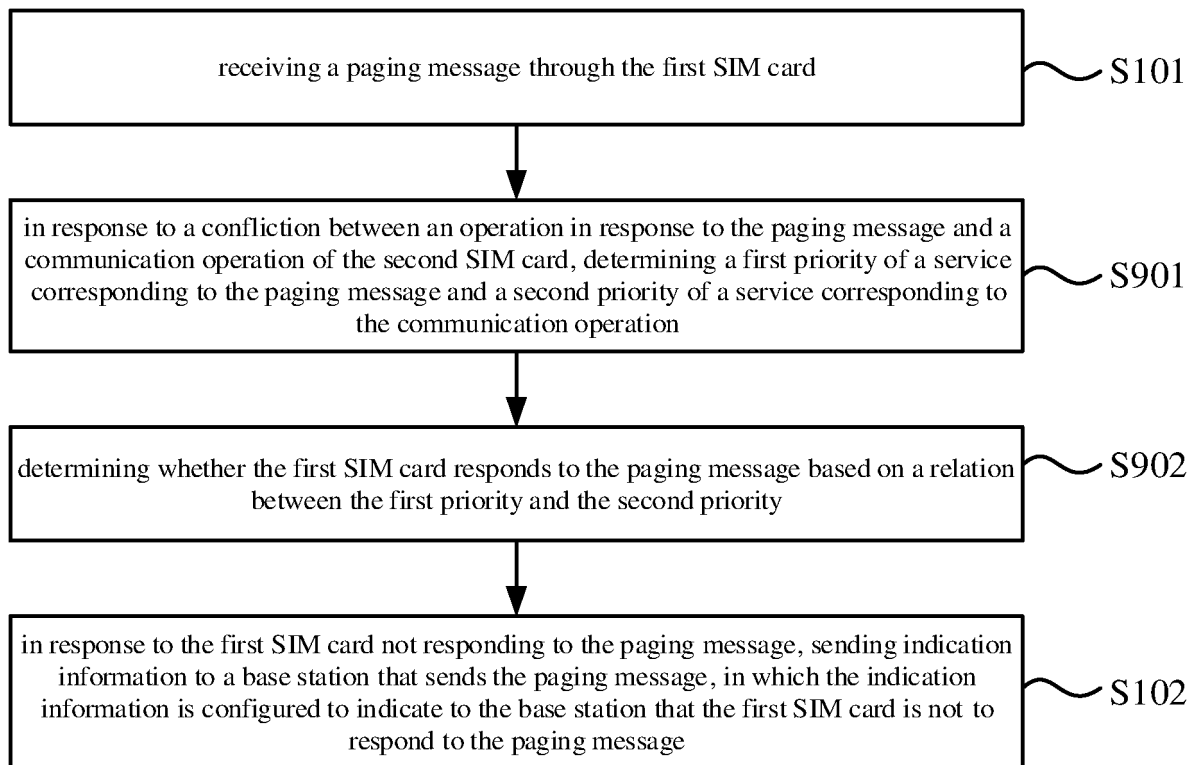 receiving a paging message through the first SIM card
S101
in response to a confliction between an operation in response to the paging message and a
communication operation of the second SIM card, determining a first priority of a service
corresponding to the paging message and a second priority of a service corresponding to
the communication operation
S901
determining whether the first SIM card responds to the paging message based on a relation
between the first priority and the second priority
S902
in response to the first SIM card not responding to the paging message, sending indication
information to a base station that sends the paging message, in which the indication
information is configured to indicate to the base station that the first SIM card is not to
respond to the paging message
S102